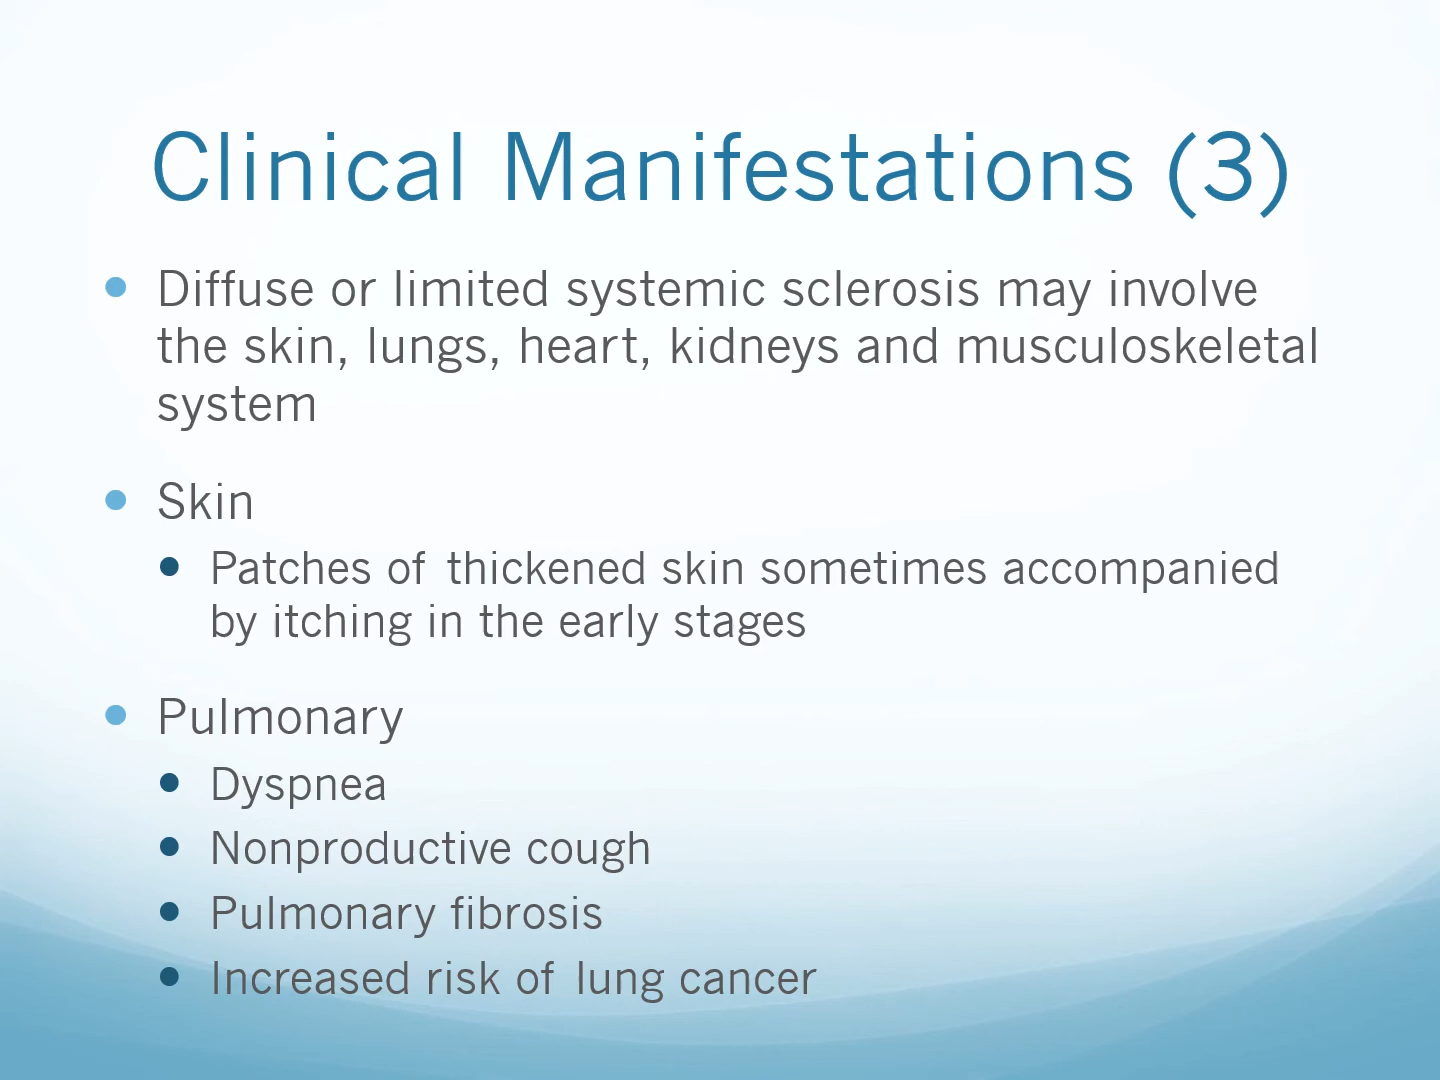 Clinical Manifestations (3)
Diffuse or limited systemic sclerosis may involve
the skin, lungs, heart, kidneys and musculoskeletal
system
Skin
Patches of thickened skin sometimes accompanied
by itching in the early stages
Pulmonary
Dyspnea
Nonproductive cough
Pulmonary fibrosis
Increased risk of lung cancer